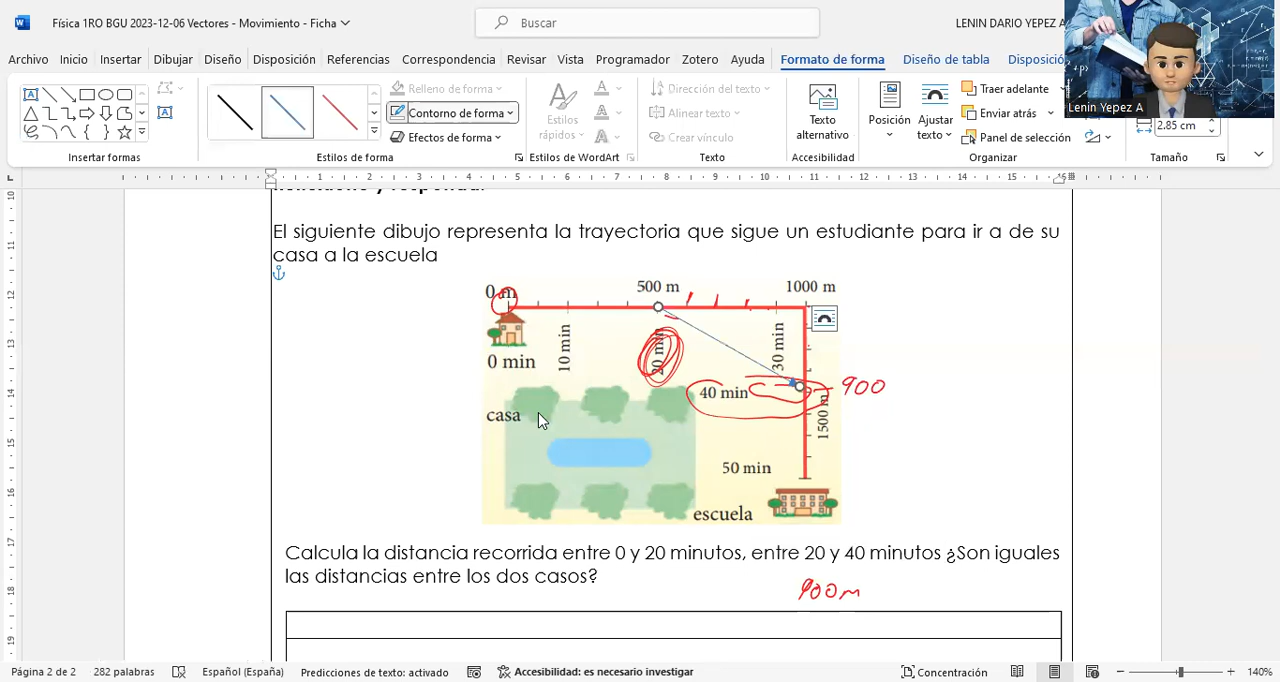 Física 1RO BGU 2023-12-06 Vectores - Movimiento - Ficha
Buscar
LENIN DARIO YEPEZ A
Lenin Yepez A
Archivo Inicio Insertar Dibujar Diseño Disposición Referencias Correspondencia Revisar Vista Programador Zotero Ayuda Formato de forma Diseño de tabla Disposició
Insertar formas
Relleno de forma
Contorno de forma
Efectos de forma
Estilos de forma
Estilos rápidos
Estilos de WordArt
Dirección del texto
Alinear texto
Crear vínculo
Texto
Texto alternativo
Accesibilidad
Posición
Ajustar texto
Traer adelante
Enviar atrás
Panel de selección
Organizar
2.85 cm
Tamaño
El siguiente dibujo representa la trayectoria que sigue un estudiante para ir a de su
casa a la escuela
0 m 500 m 1000 m
0 min 10 min 20 min 30 min
40 min 900
1500 m
casa
50 min
escuela
Calcula la distancia recorrida entre 0 y 20 minutos, entre 20 y 40 minutos ¿Son iguales
las distancias entre los dos casos?
900m
Página 2 de 2 282 palabras Español (España) Predicciones de texto: activado Accesibilidad: es necesario investigar Concentración 140%